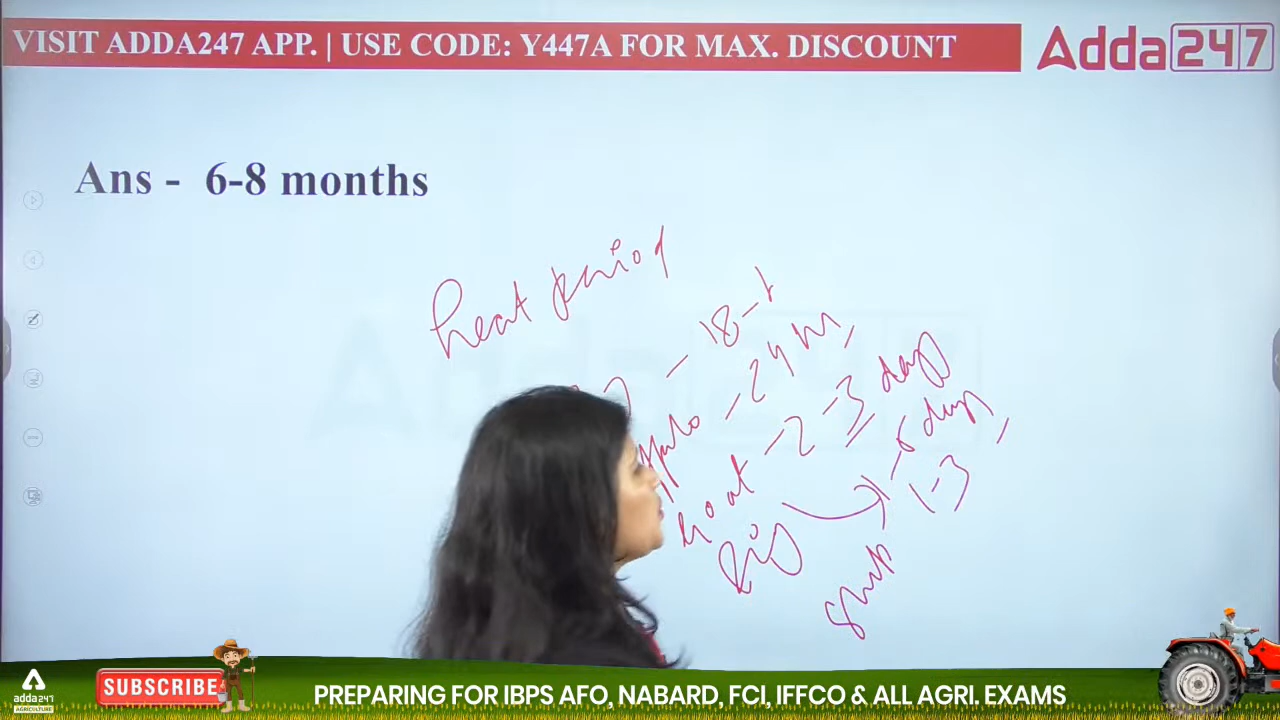 VISIT ADDA247 APP. | USE CODE: Y447A FOR MAX. DISCOUNT
Adda247
Ans - 6-8 months
heat period
- 18-
- 24 h
Goat - 2-3 days
Pig days
1-3
SUBSCRIBE
adda247
AGRICULTURE
PREPARING FOR IBPS AFO, NABARD, FCI, IFFCO & ALL AGRI. EXAMS